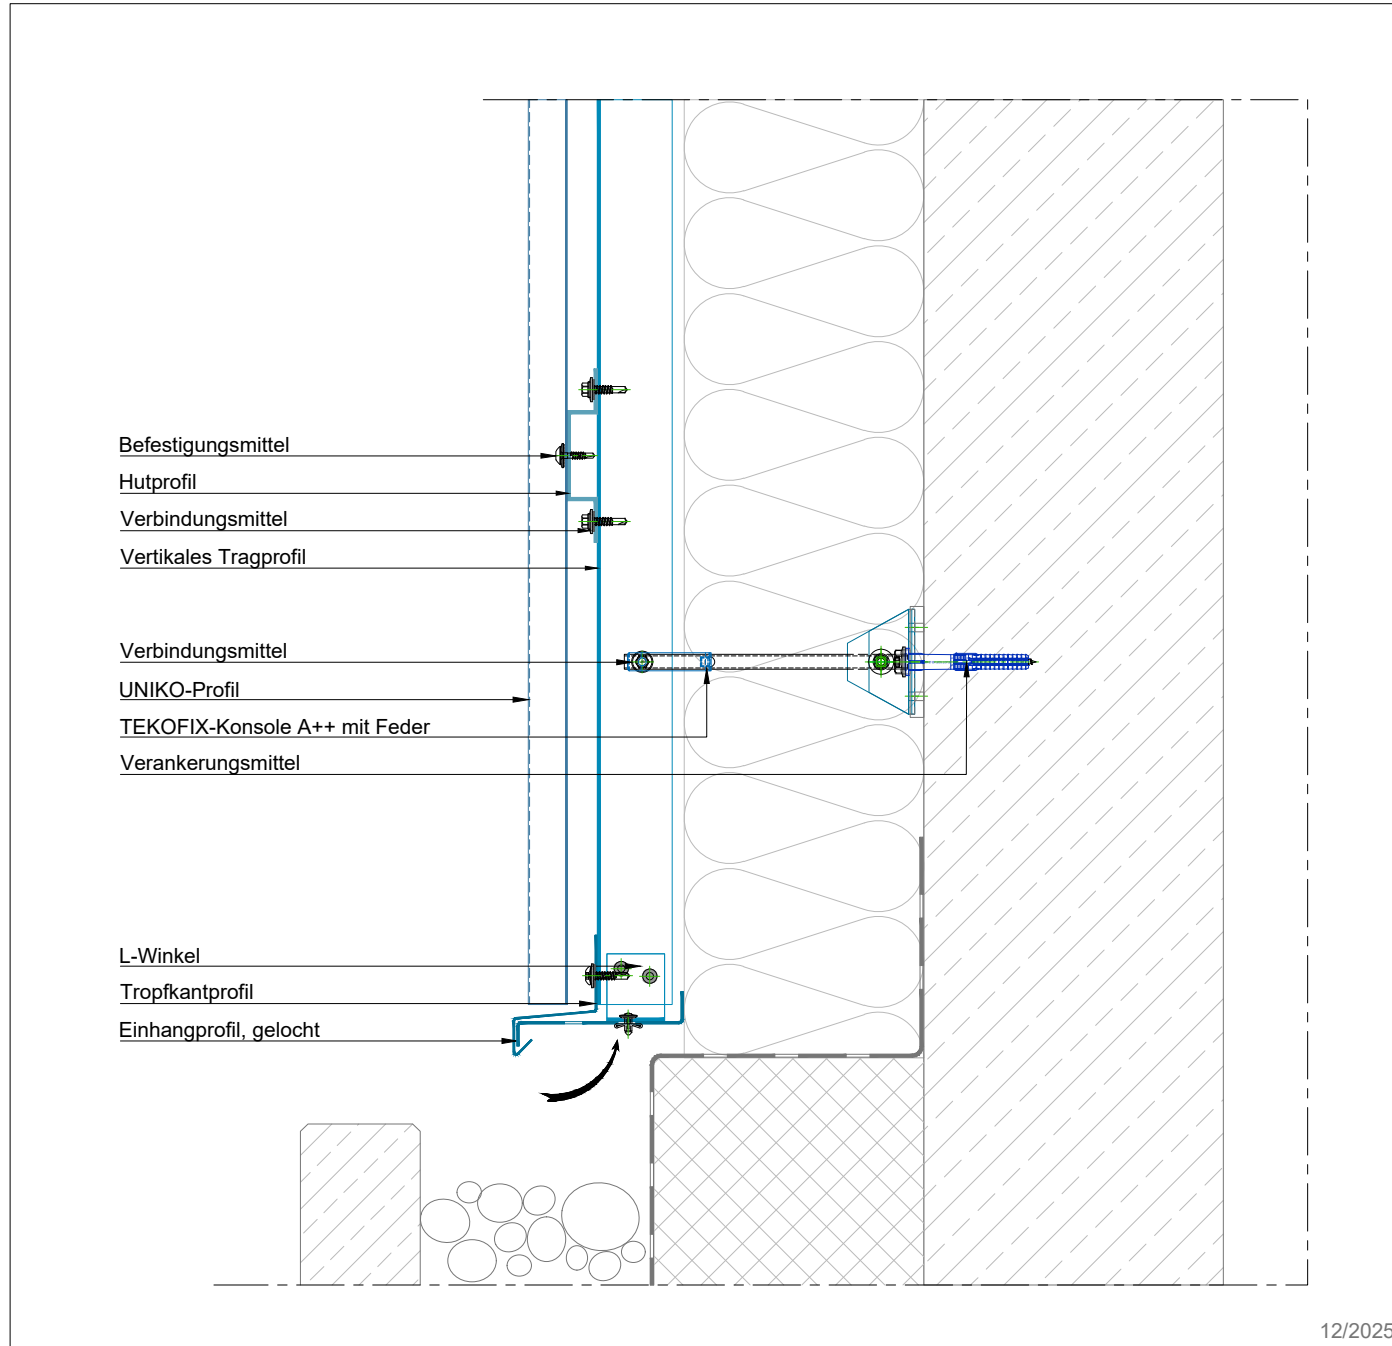 Befestigungsmittel
Hutprofil
Verbindungsmittel
Vertikales Tragprofil
Verbindungsmittel
UNIKO-Profil
TEKOFIX-Konsole A++ mit Feder
Verankerungsmittel
L-Winkel
Tropfkantprofil
Einhangprofil, gelocht
12/2025